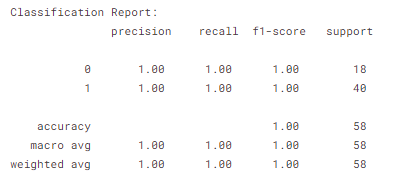 Classification Report:
precision recall f1-score support
0 1.00 1.00 1.00 18
1 1.00 1.00 1.00 40
accuracy 1.00 58
macro avg 1.00 1.00 1.00 58
weighted avg 1.00 1.00 1.00 58